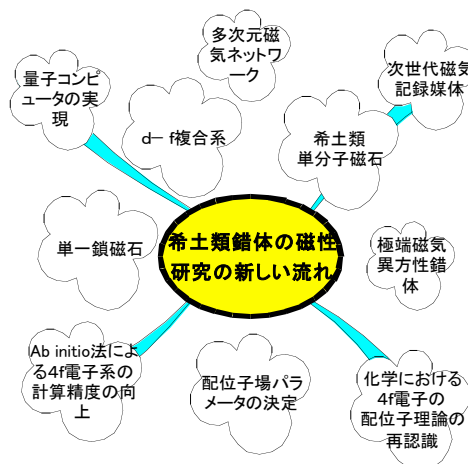 多次元磁
気ネットワ
ーク
次世代磁気
記録媒体
量子コンピ
ュータの実
現
d－f複合系
希土類
単分子磁石
単一鎖磁石
希土類錯体の磁性
研究の新しい流れ
極端磁気
異方性錯
体
Ab initio法によ
る4f電子系の
計算精度の向
上
配位子場パラ
メータの決定
化学における
4f電子の
配位子理論の
再認識